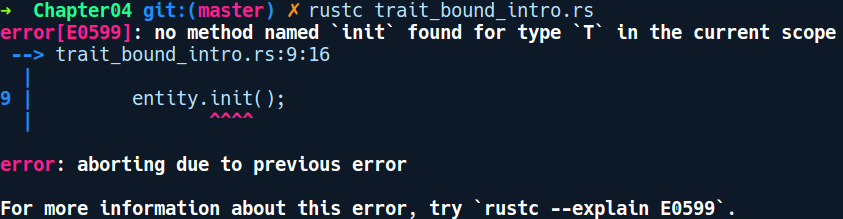 ➜ Chapter04 git:(master) ✗ rustc trait_bound_intro.rs
error[E0599]: no method named `init` found for type `T` in the current scope
 --> trait_bound_intro.rs:9:16
  |
9 |         entity.init();
  |                ^^^^
error: aborting due to previous error
For more information about this error, try `rustc --explain E0599`.